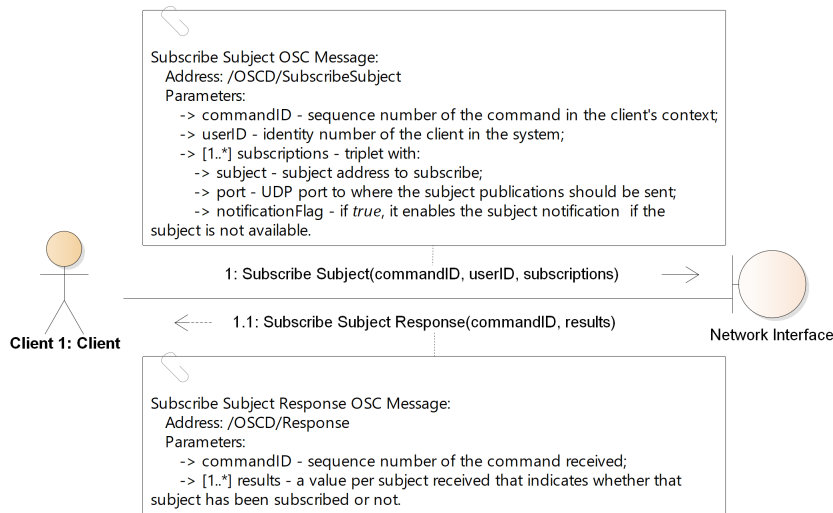 Subscribe Subject OSC Message:
Address: /OSCD/SubscribeSubject
Parameters:
-> commandID - sequence number of the command in the client's context;
-> userID - identity number of the client in the system;
-> [1..*] subscriptions - triplet with:
-> subject - subject address to subscribe;
-> port - UDP port to where the subject publications should be sent;
-> notificationFlag - if true, it enables the subject notification  if the
subject is not available.
1: Subscribe Subject(commandID, userID, subscriptions)
1.1: Subscribe Subject Response(commandID, results)
Client 1: Client
Network Interface
Subscribe Subject Response OSC Message:
Address: /OSCD/Response
Parameters:
-> commandID - sequence number of the command received;
-> [1..*] results - a value per subject received that indicates whether that
subject has been subscribed or not.